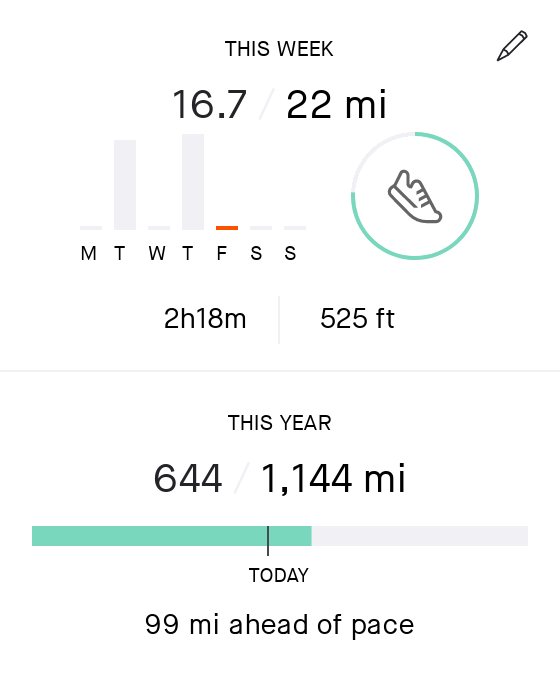 THIS WEEK
16.7 / 22 mi
M T W T F S S
2h18m 525 ft
THIS YEAR
644 / 1,144 mi
TODAY
99 mi ahead of pace